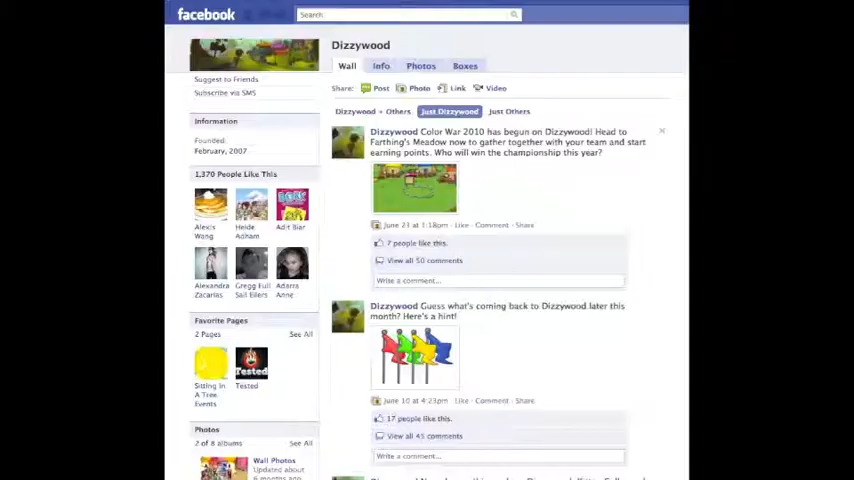 facebook
Search
Dizzywood
Wall Info Photos Boxes
Share: Post Photo Link Video
Dizzywood + Others Just Dizzywood Just Others
Suggest to Friends
Subscribe via SMS
Information
Founded:
February, 2007
1,370 People Like This
Alexis Wang
Heide Adham
Adit Biar
Alexandra Zacarias
Gregg Full Sail Eilers
Adarra Anne
Favorite Pages
2 Pages See All
Sitting In A Tree Events
Tested
Tested
Photos
2 of 8 albums See All
Wall Photos
Updated about
6 months ago
Dizzywood Color War 2010 has begun on Dizzywood! Head to
Farthing's Meadow now to gather together with your team and start
earning points. Who will win the championship this year?
June 21 at 1:18pm · Like · Comment · Share
7 people like this.
View all 50 comments
Write a comment...
Dizzywood Guess what's coming back to Dizzywood later this
month? Here's a hint!
June 10 at 4:23pm · Like · Comment · Share
17 people like this.
View all 45 comments
Write a comment...